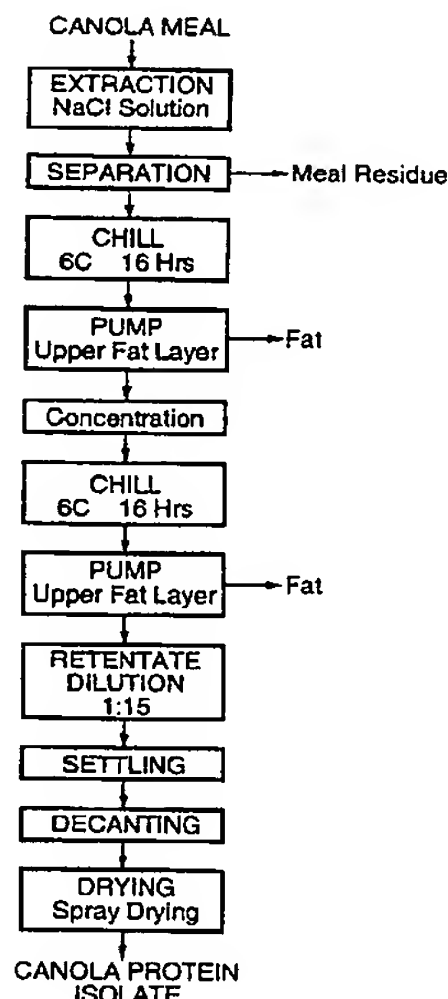 CANOLA MEAL
EXTRACTION
NaCl Solution
SEPARATION
Meal Residue
CHILL
6C 16 Hrs
PUMP
Upper Fat Layer
Fat
Concentration
CHILL
6C 16 Hrs
PUMP
Upper Fat Layer
Fat
RETENTATE
DILUTION
1:15
SETTLING
DECANTING
DRYING
Spray Drying
CANOLA PROTEIN
ISOLATE